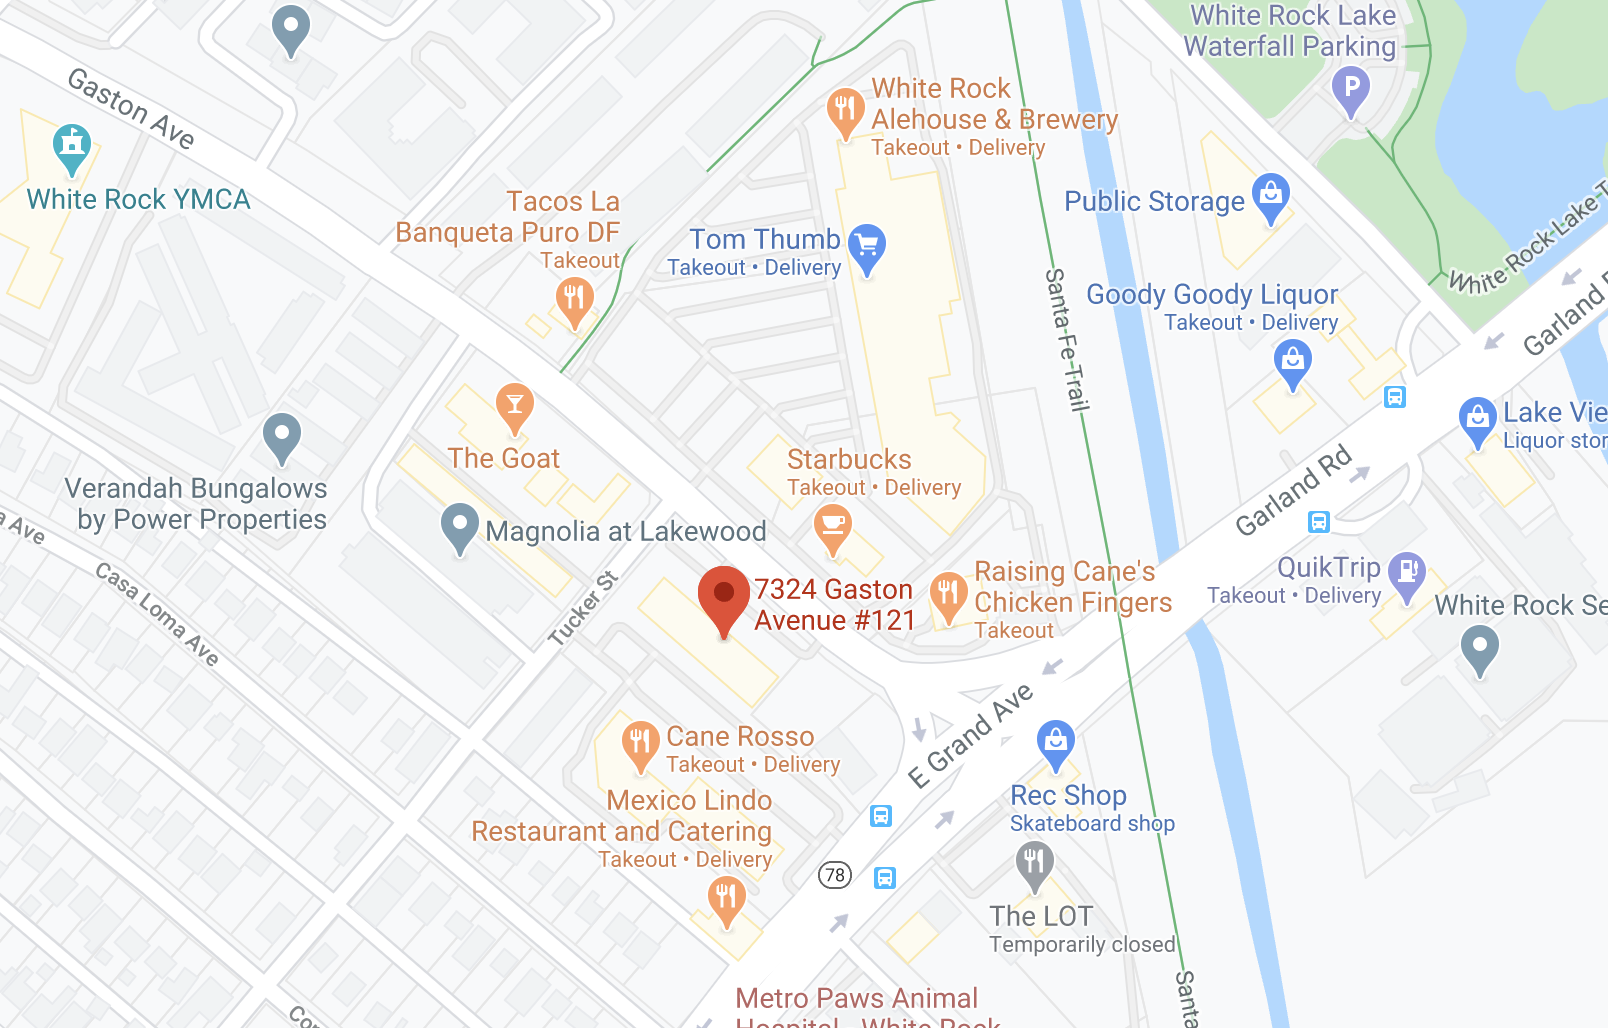 White Rock Lake
Waterfall Parking
P
Gaston Ave
White Rock
Alehouse & Brewery
Takeout • Delivery
White Rock YMCA
Tacos La
Banqueta Puro DF
Takeout
Tom Thumb
Takeout • Delivery
Public Storage
White Rock Lake T
Santa Fe Trail
Goody Goody Liquor
Takeout • Delivery
Garland
Lake Vie
Liquor stor
The Goat
Starbucks
Takeout • Delivery
Garland Rd
Verandah Bungalows
by Power Properties
a Ave
Magnolia at Lakewood
Casa Loma Ave
Tucker St
7324 Gaston
Avenue #121
Raising Cane's
Chicken Fingers
Takeout
QuikTrip
Takeout • Delivery
White Rock Se
E Grand Ave
Cane Rosso
Takeout • Delivery
Mexico Lindo
Restaurant and Catering
Takeout • Delivery
Rec Shop
Skateboard shop
78
The LOT
Temporarily closed
Santa
Metro Paws Animal
Hospital - White Rock
Cor